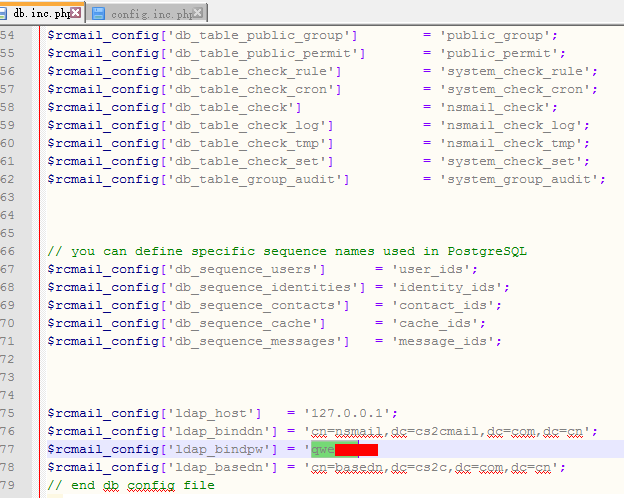 db.inc.php config.inc.php
54 $rcmail_config['db_table_public_group'] = 'public_group';
55 $rcmail_config['db_table_public_permit'] = 'public_permit';
56 $rcmail_config['db_table_check_rule'] = 'system_check_rule';
57 $rcmail_config['db_table_check_cron'] = 'system_check_cron';
58 $rcmail_config['db_table_check'] = 'nsmail_check';
59 $rcmail_config['db_table_check_log'] = 'nsmail_check_log';
60 $rcmail_config['db_table_check_tmp'] = 'nsmail_check_tmp';
61 $rcmail_config['db_table_check_set'] = 'system_check_set';
62 $rcmail_config['db_table_group_audit'] = 'system_group_audit';
63
64
65
66 // you can define specific sequence names used in PostgreSQL
67 $rcmail_config['db_sequence_users'] = 'user_ids';
68 $rcmail_config['db_sequence_identities'] = 'identity_ids';
69 $rcmail_config['db_sequence_contacts'] = 'contact_ids';
70 $rcmail_config['db_sequence_cache'] = 'cache_ids';
71 $rcmail_config['db_sequence_messages'] = 'message_ids';
72
73
74
75 $rcmail_config['ldap_host'] = '127.0.0.1';
76 $rcmail_config['ldap_binddn'] = 'cn=nsmail,dc=cs2cmail,dc=com,dc=cn';
77 $rcmail_config['ldap_bindpw'] = 'qwe
78 $rcmail_config['ldap_basedn'] = 'cn=basedn,dc=cs2c,dc=com,dc=cn';
79 // end db config file